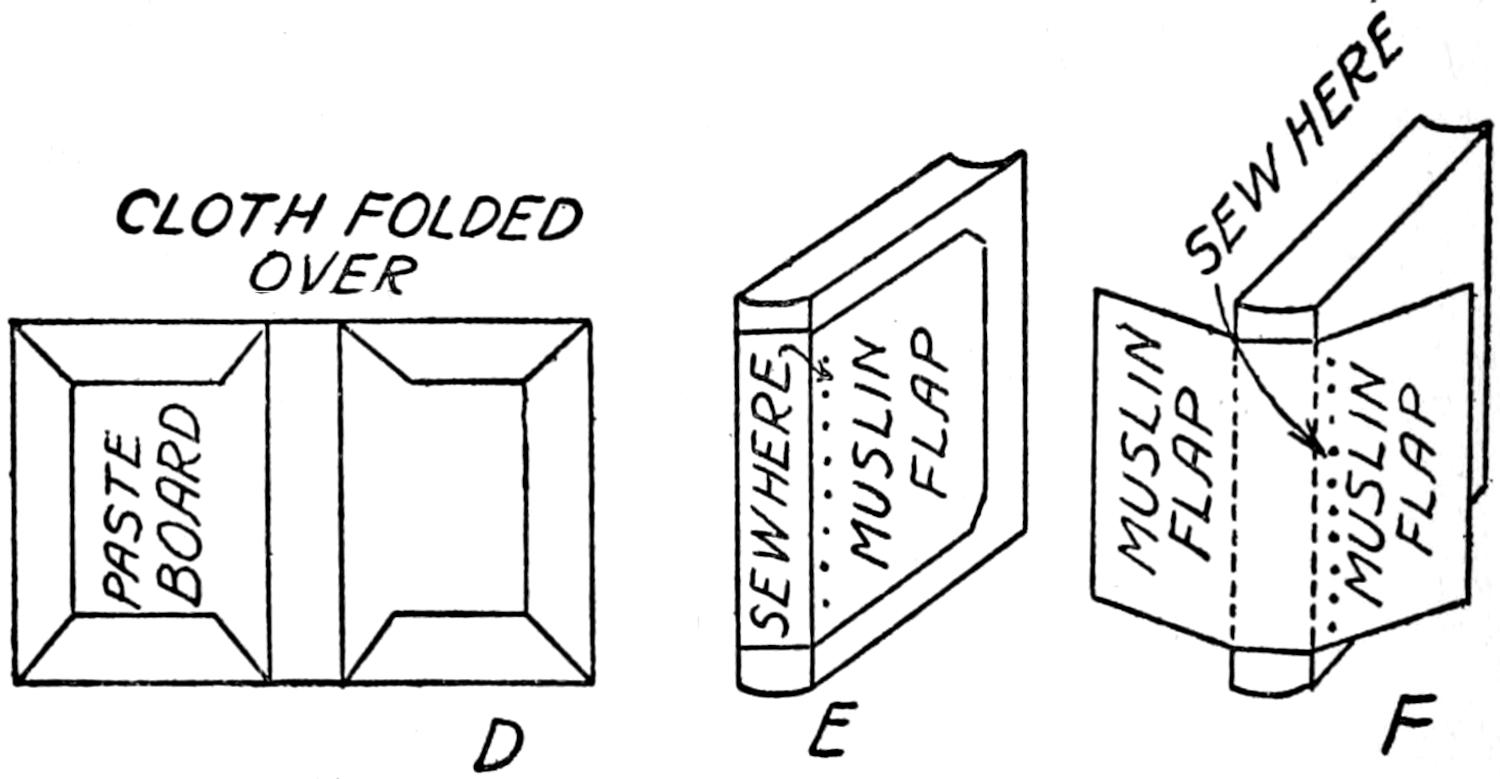 CLOTH FOLDED
OVER
PASTE
BOARD
D
SEW HERE
MUSLIN
FLAP
E
SEW HERE
MUSLIN
FLAP
MUSLIN
FLAP
F